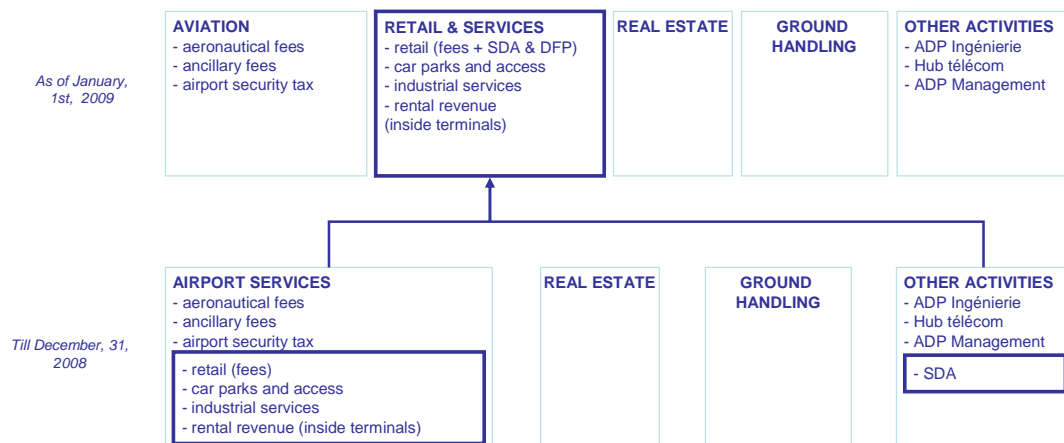 As of January,
1st, 2009
AVIATION
- aeronautical fees
- ancillary fees
- airport security tax
RETAIL & SERVICES
- retail (fees + SDA & DFP)
- car parks and access
- industrial services
- rental revenue
(inside terminals)
REAL ESTATE
GROUND
HANDLING
OTHER ACTIVITIES
- ADP Ingénierie
- Hub télécom
- ADP Management
Till December, 31,
2008
AIRPORT SERVICES
- aeronautical fees
- ancillary fees
- airport security tax
- retail (fees)
- car parks and access
- industrial services
- rental revenue (inside terminals)
REAL ESTATE
GROUND
HANDLING
OTHER ACTIVITIES
- ADP Ingénierie
- Hub télécom
- ADP Management
- SDA